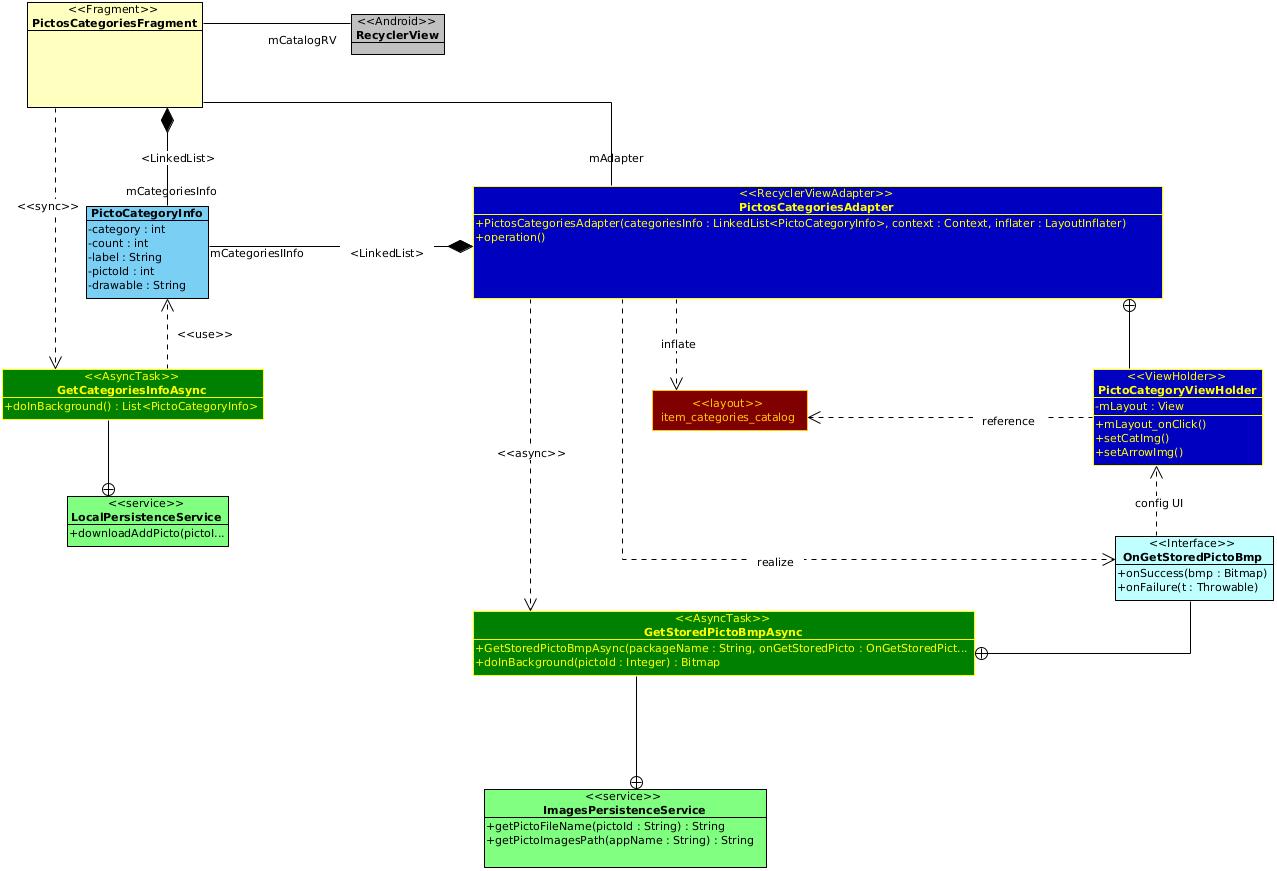 <<Fragment>>
PictosCategoriesFragment
<<Android>>
RecyclerView
mCatalogRV
<LinkedList>
mAdapter
mCategoriesInfo
<<sync>>
PictoCategoryInfo
-category : int
-count : int
-label : String
-pictoId : int
-drawable : String
mCategoriesIInfo
<LinkedList>
<<RecyclerViewAdapter>>
PictosCategoriesAdapter
+PictosCategoriesAdapter(categoriesInfo : LinkedList<PictoCategoryInfo>, context : Context, inflater : LayoutInflater)
+operation()
<<use>>
inflate
<<AsyncTask>>
GetCategoriesInfoAsync
+doInBackground() : List<PictoCategoryInfo>
<<layout>>
item_categories_catalog
reference
<<ViewHolder>>
PictoCategoryViewHolder
-mLayout : View
+mLayout_onClick()
+setCatImg()
+setArrowImg()
<<async>>
config UI
<<service>>
LocalPersistenceService
+downloadAddPicto(pictoI...
realize
<<Interface>>
OnGetStoredPictoBmp
+onSuccess(bmp : Bitmap)
+onFailure(t : Throwable)
<<AsyncTask>>
GetStoredPictoBmpAsync
+GetStoredPictoBmpAsync(packageName : String, onGetStoredPicto : OnGetStoredPict...
+doInBackground(pictoId : Integer) : Bitmap
<<service>>
ImagesPersistenceService
+getPictoFileName(pictoId : String) : String
+getPictoImagesPath(appName : String) : String